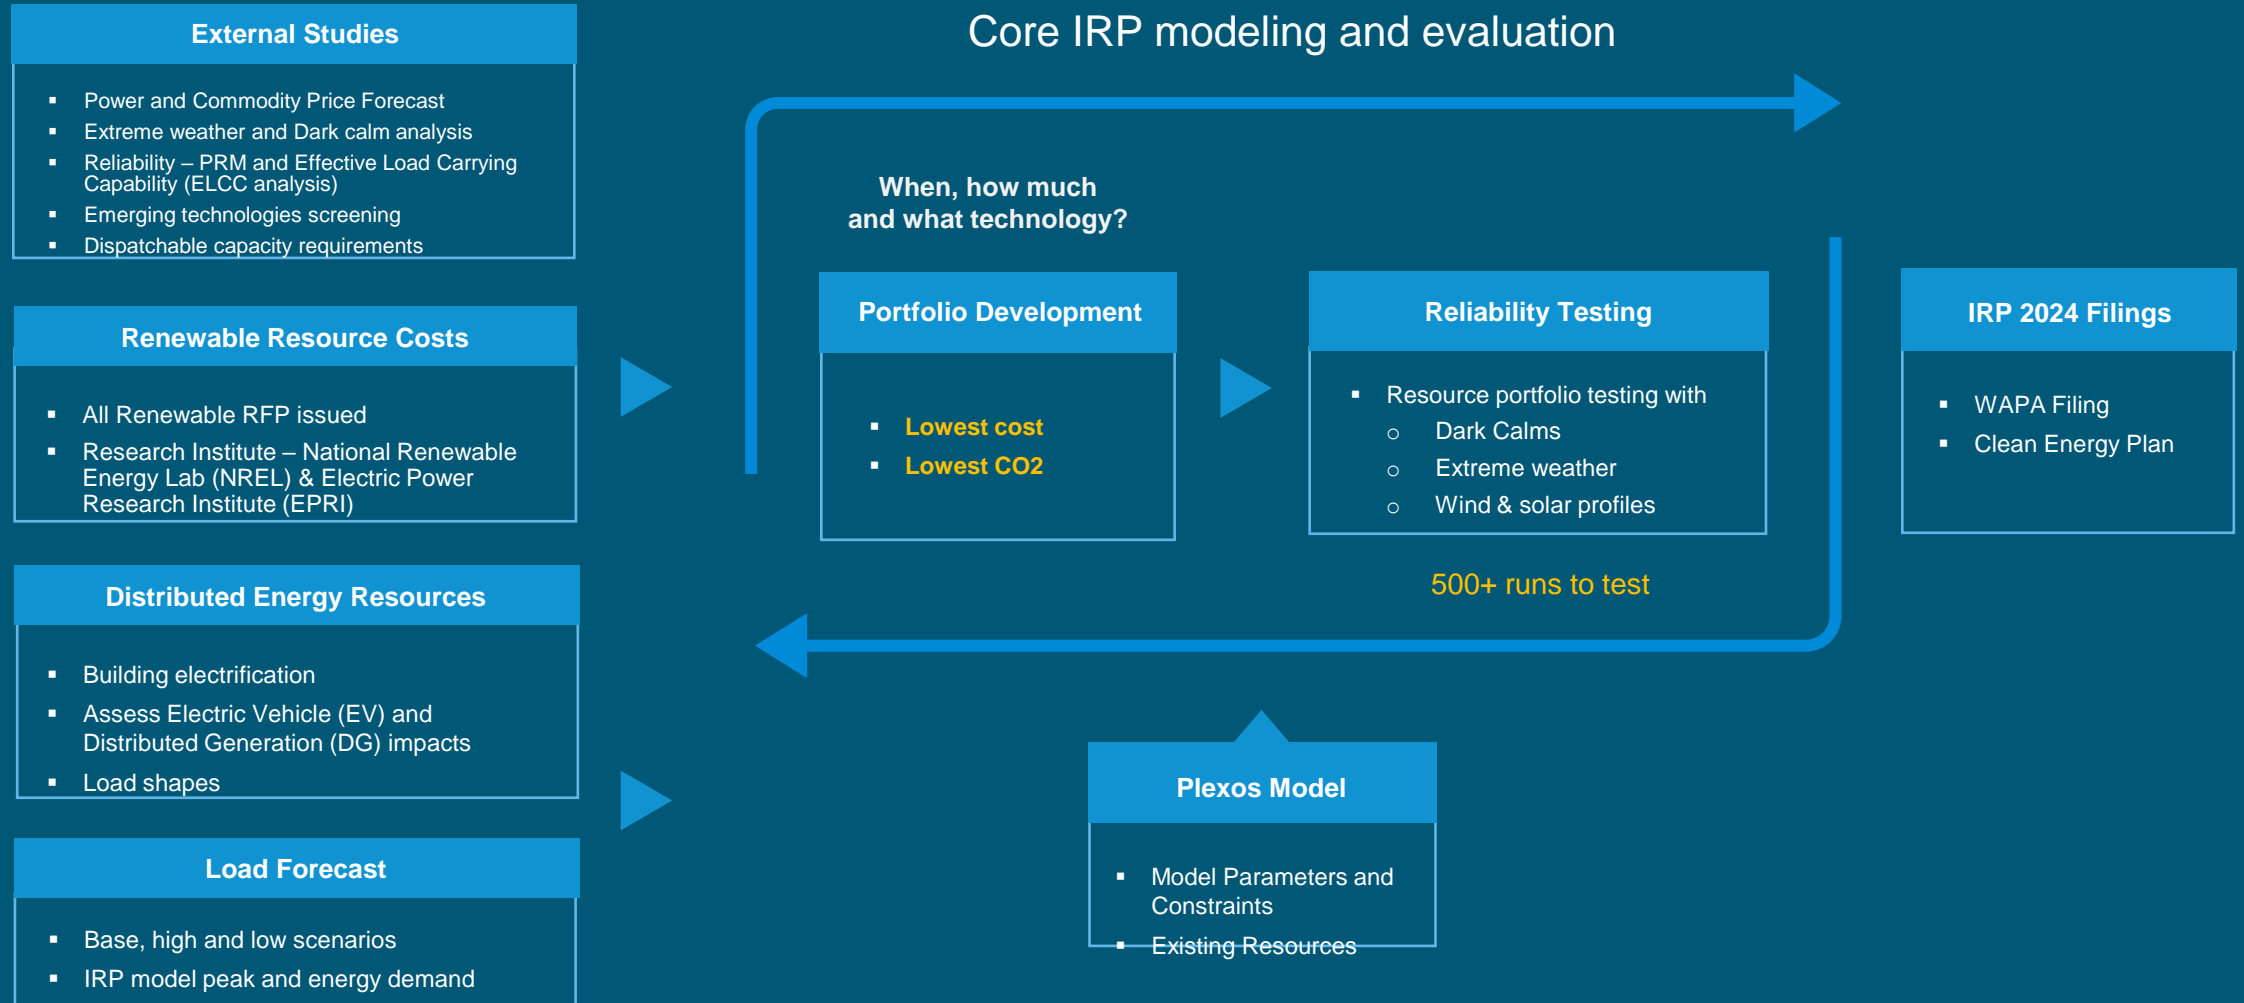 External Studies
▪ Power and Commodity Price Forecast
▪ Extreme weather and Dark calm analysis
▪ Reliability – PRM and Effective Load Carrying
Capability (ELCC analysis)
▪ Emerging technologies screening
▪ Dispatchable capacity requirements
Renewable Resource Costs
▪ All Renewable RFP issued
▪ Research Institute – National Renewable
Energy Lab (NREL) & Electric Power
Research Institute (EPRI)
Distributed Energy Resources
▪ Building electrification
▪ Assess Electric Vehicle (EV) and
Distributed Generation (DG) impacts
▪ Load shapes
Load Forecast
▪ Base, high and low scenarios
▪ IRP model peak and energy demand
Core IRP modeling and evaluation
When, how much
and what technology?
Portfolio Development
▪ Lowest cost
▪ Lowest CO2
Reliability Testing
▪ Resource portfolio testing with
○ Dark Calms
○ Extreme weather
○ Wind & solar profiles
500+ runs to test
Plexos Model
▪ Model Parameters and
Constraints
▪ Existing Resources
IRP 2024 Filings
▪ WAPA Filing
▪ Clean Energy Plan